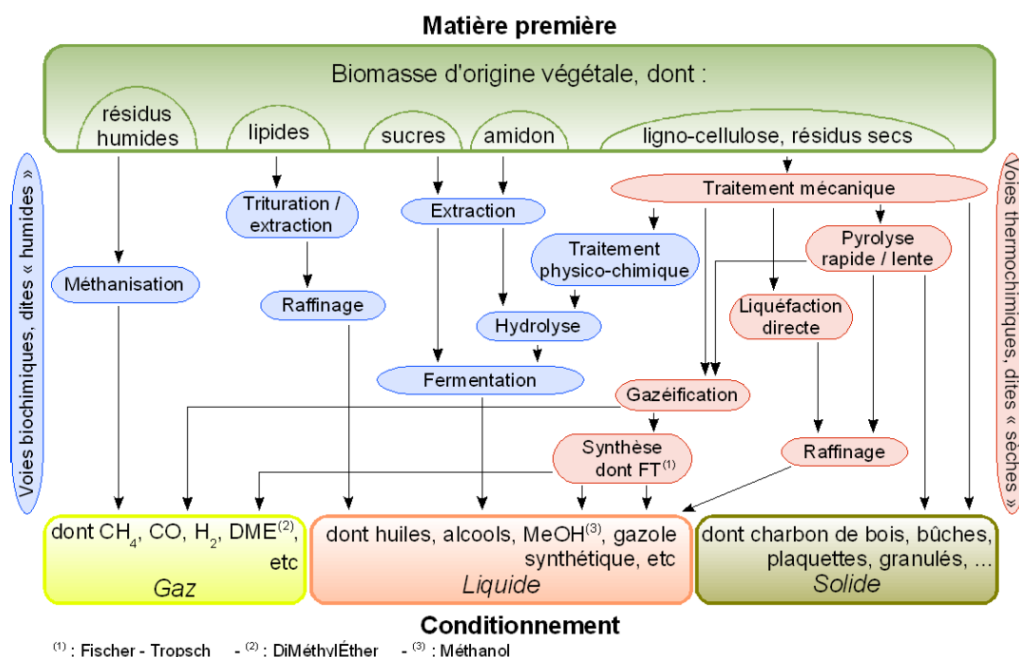 Matière première
Biomasse d'origine végétale, dont :
résidus
humides
lipides
sucres
amidon
ligno-cellulose, résidus secs
Voies biochimiques, dites « humides »
Voies thermochimiques, dites « sèches »
Traitement mécanique
Trituration /
extraction
Extraction
Traitement
physico-chimique
Pyrolyse
rapide / lente
Méthanisation
Raffinage
Liquéfaction
directe
Hydrolyse
Fermentation
Gazéification
Synthèse
dont FT(1)
Raffinage
dont CH4, CO, H2, DME(2),
etc
Gaz
dont huiles, alcools, MeOH(3), gazole
synthétique, etc
Liquide
dont charbon de bois, bûches,
plaquettes, granulés, ...
Solide
Conditionnement
(1) : Fischer - Tropsch - (2) : DiMéthylÉther - (3) : Méthanol